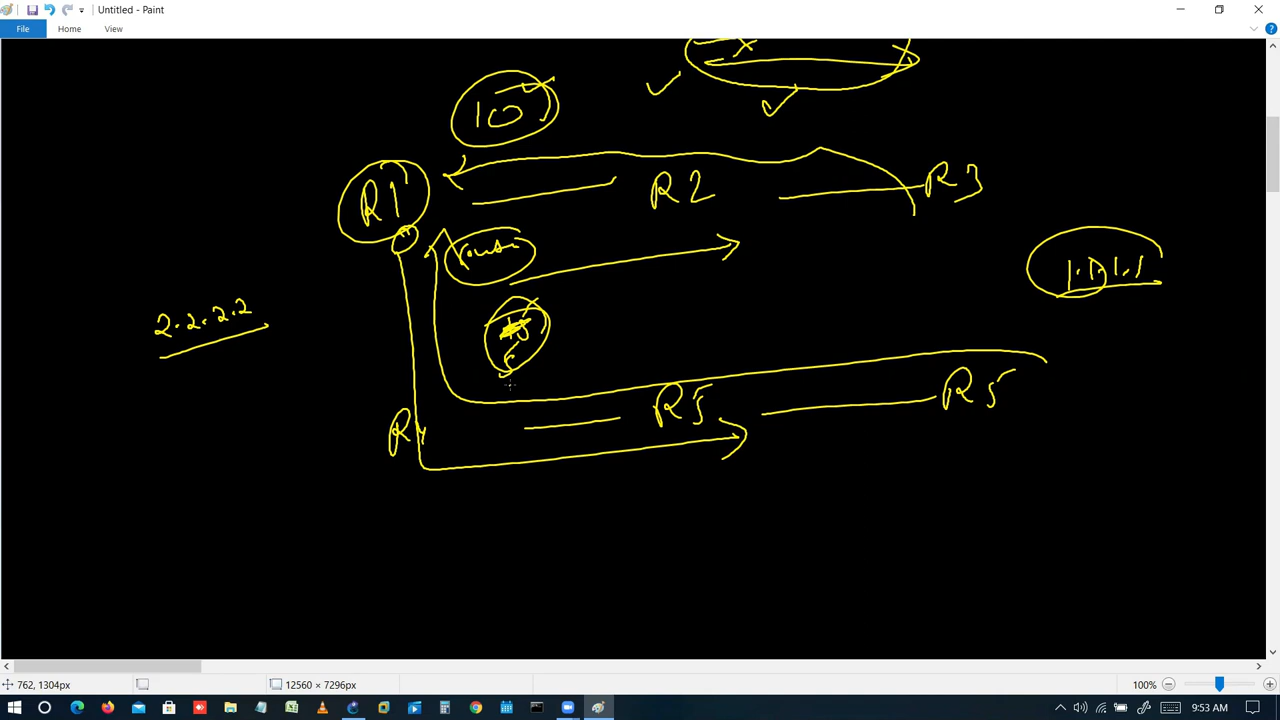 Untitled - Paint
File Home View
10
R1 R2 R3
1.1.1.1
2.2.2.2
R4 R5 R5
762, 1304px 12560 × 7296px 100%
9:53 AM